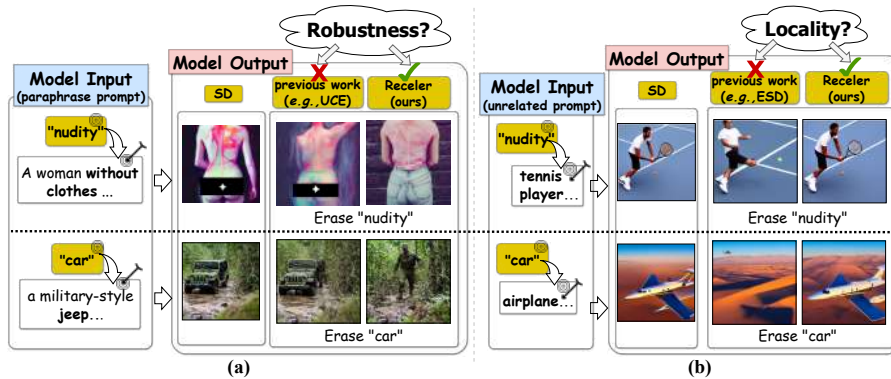 Robustness?
Model Input
(paraphrase prompt)
Model Output
SD
previous work
(e.g.,UCE)
Receler
(ours)
"nudity"
A woman without
clothes ...
Erase "nudity"
"car"
a military-style
jeep...
Erase "car"
(a)
Locality?
Model Input
(unrelated prompt)
Model Output
SD
previous work
(e.g.,ESD)
Receler
(ours)
"nudity"
tennis
player...
Erase "nudity"
"car"
airplane...
Erase "car"
(b)